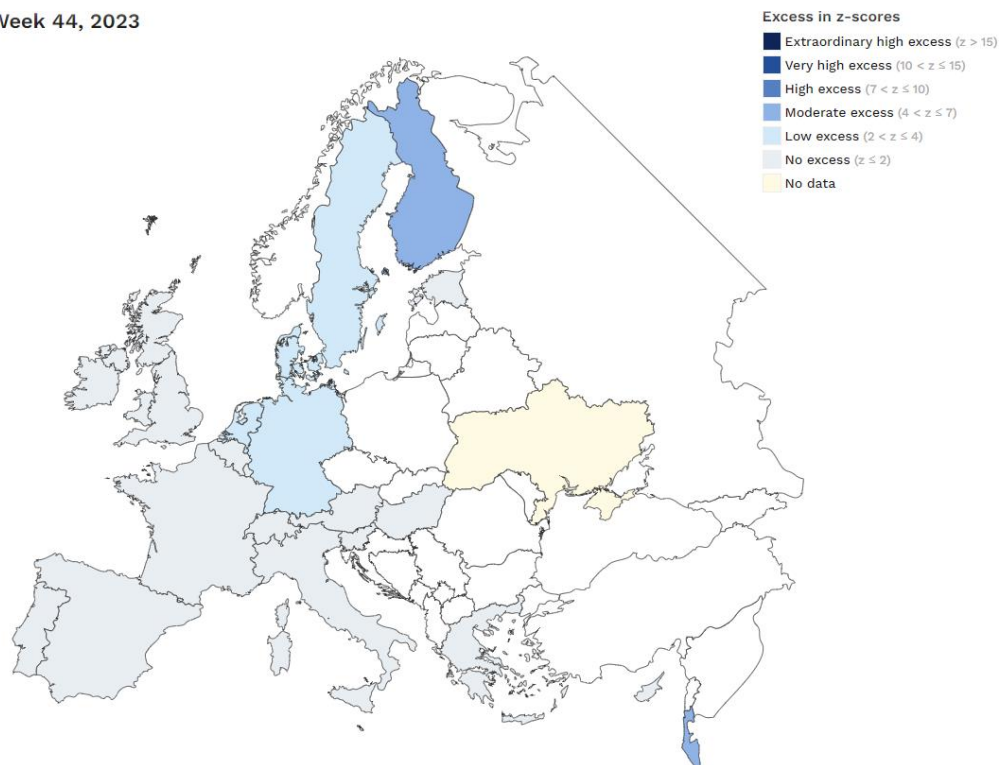 Week 44, 2023
Excess in z-scores
Extraordinary high excess (z > 15)
Very high excess (10 < z ≤ 15)
High excess (7 < z ≤ 10)
Moderate excess (4 < z ≤ 7)
Low excess (2 < z ≤ 4)
No excess (z ≤ 2)
No data